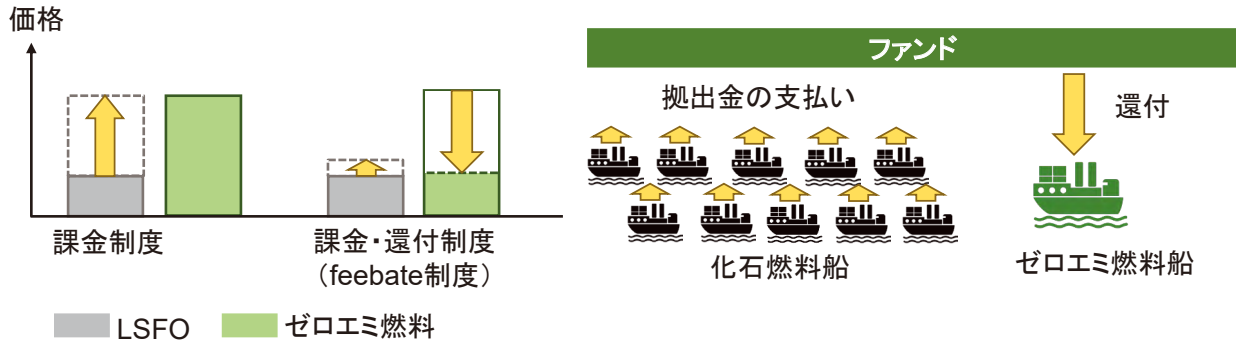 価格
課金制度
課金・還付制度
(feebate制度)
LSFO
ゼロエミ燃料
ファンド
拠出金の支払い
還付
化石燃料船
ゼロエミ燃料船